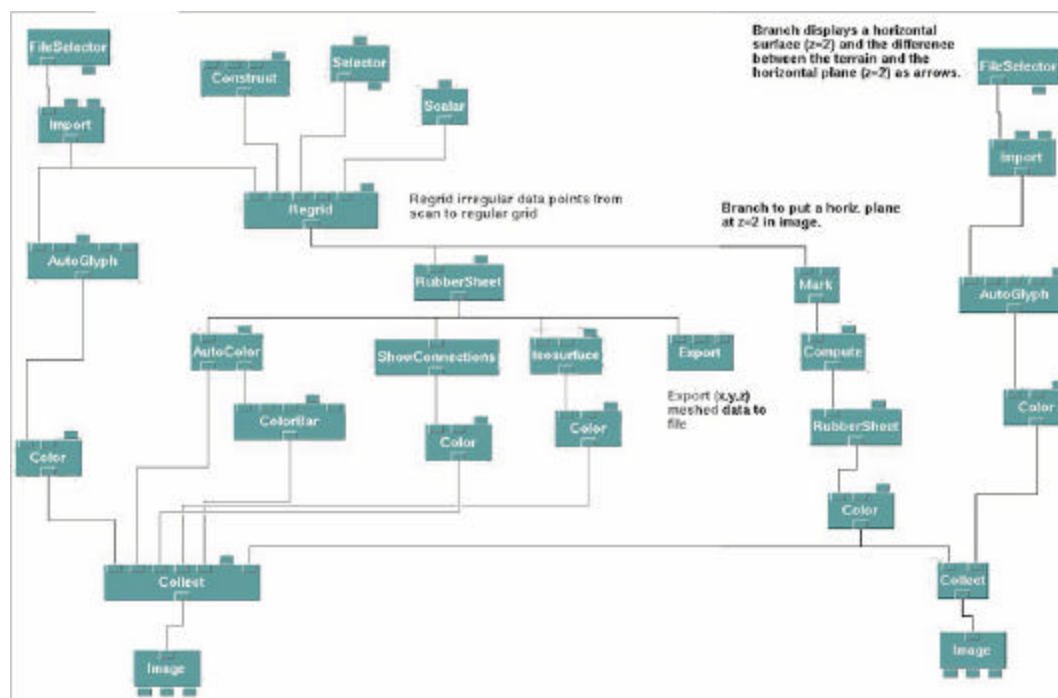 Branch displays a horizontal
surface (z=2) and the difference
between the terrain and the
horizontal plane (z=2) as arrows.
FileSelector
Construct
Selector
FileSelector
Scalar
Import
Import
Regrid
Regrid irregular data points from
scan to regular grid
Branch to put a horiz. plane
at z=2 in image.
AutoGlyph
RubberSheet
Mark
AutoGlyph
AutoColor
ShowConnections
Isosurface
Export
Compute
Export (x,y,z)
meshed data to
file
ColorBar
Color
Color
RubberSheet
Color
Color
Color
Collect
Collect
Image
Image